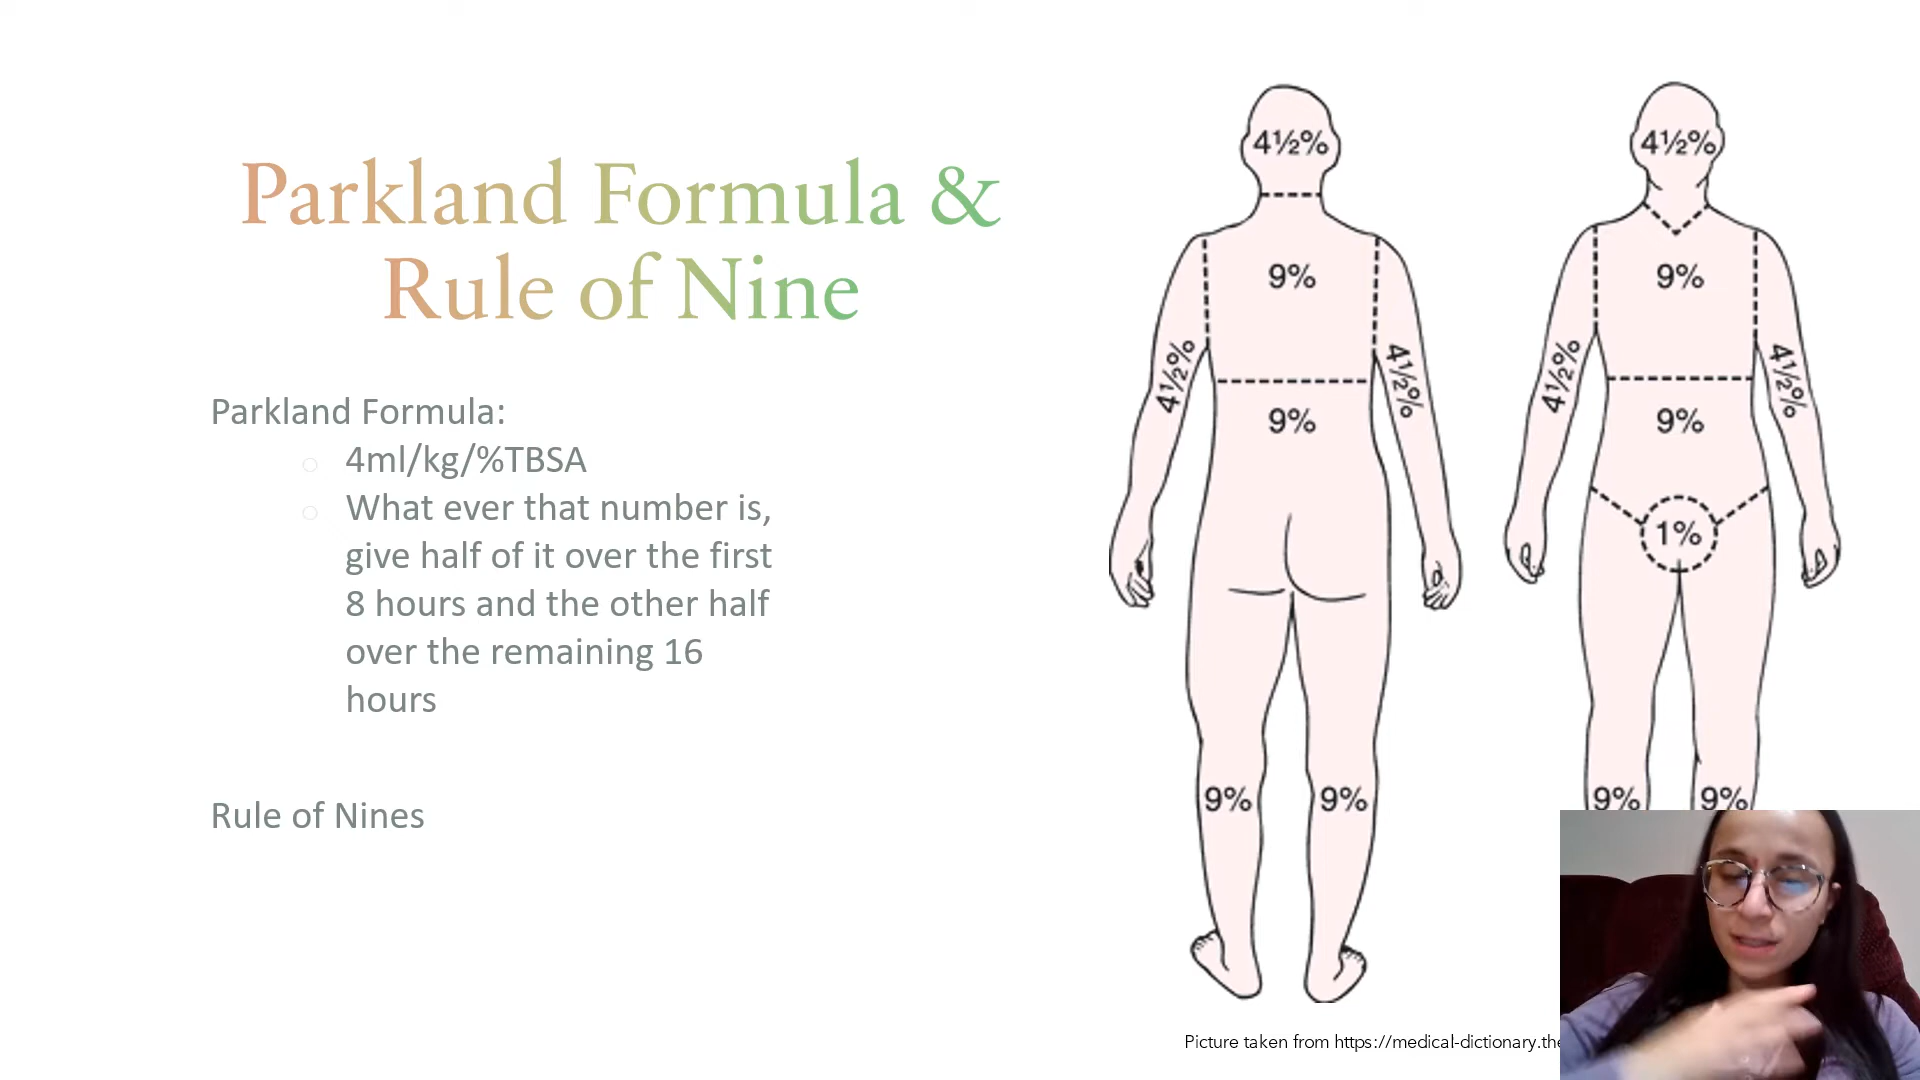 Parkland Formula &
Rule of Nine
Parkland Formula:
4ml/kg/%TBSA
What ever that number is,
give half of it over the first
8 hours and the other half
over the remaining 16
hours
Rule of Nines
4½%
9%
4½%
4½%
9%
9%
9%
4½%
9%
4½%
4½%
9%
1%
9%
9%
Picture taken from https://medical-dictionary.the